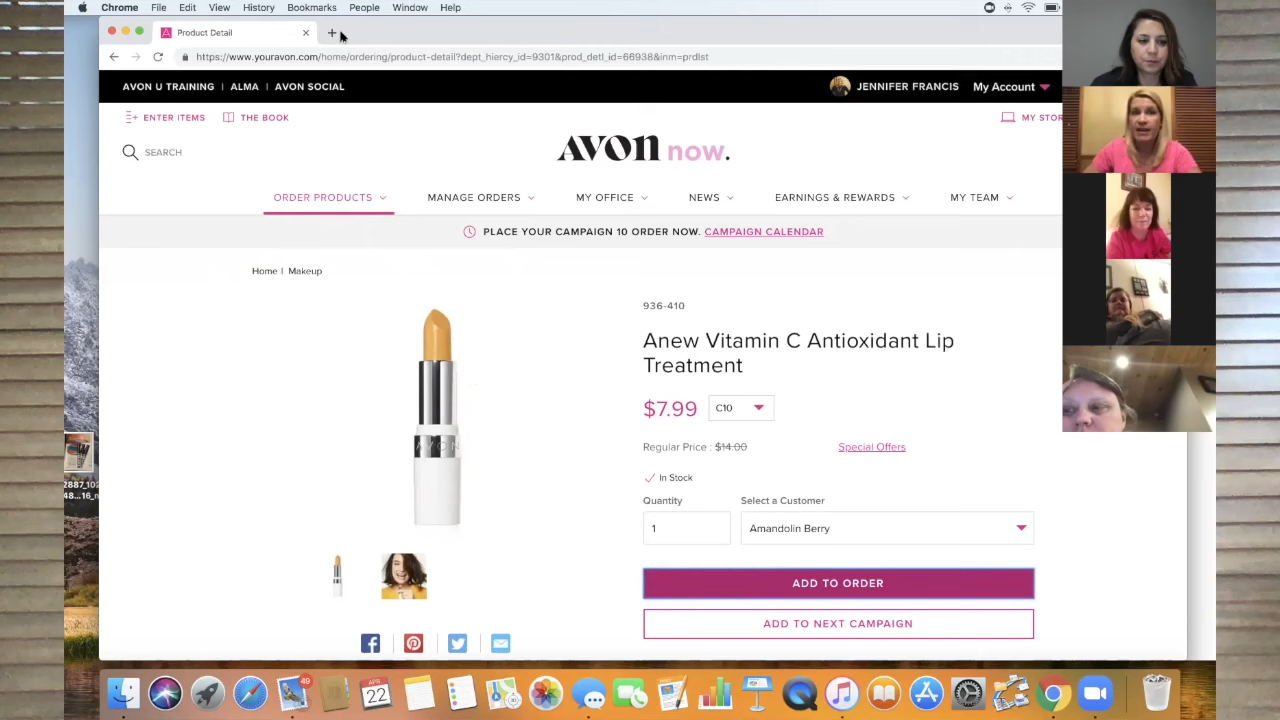 Chrome File Edit View History Bookmarks People Window Help
Product Detail
https://www.youravon.com/home/ordering/product-detail?dept_hiercy_id=9301&prod_detl_id=66938&inm=prdlst
AVON U TRAINING | ALMA | AVON SOCIAL JENNIFER FRANCIS My Account
ENTER ITEMS THE BOOK MY STOR
SEARCH
AVON now.
ORDER PRODUCTS MANAGE ORDERS MY OFFICE NEWS EARNINGS & REWARDS MY TEAM
PLACE YOUR CAMPAIGN 10 ORDER NOW. CAMPAIGN CALENDAR
Home | Makeup
936-410
Anew Vitamin C Antioxidant Lip
Treatment
$7.99 C10
Regular Price : $14.00 Special Offers
In Stock
Quantity Select a Customer
1 Amandolin Berry
ADD TO ORDER
ADD TO NEXT CAMPAIGN
AVON
49
APR
22